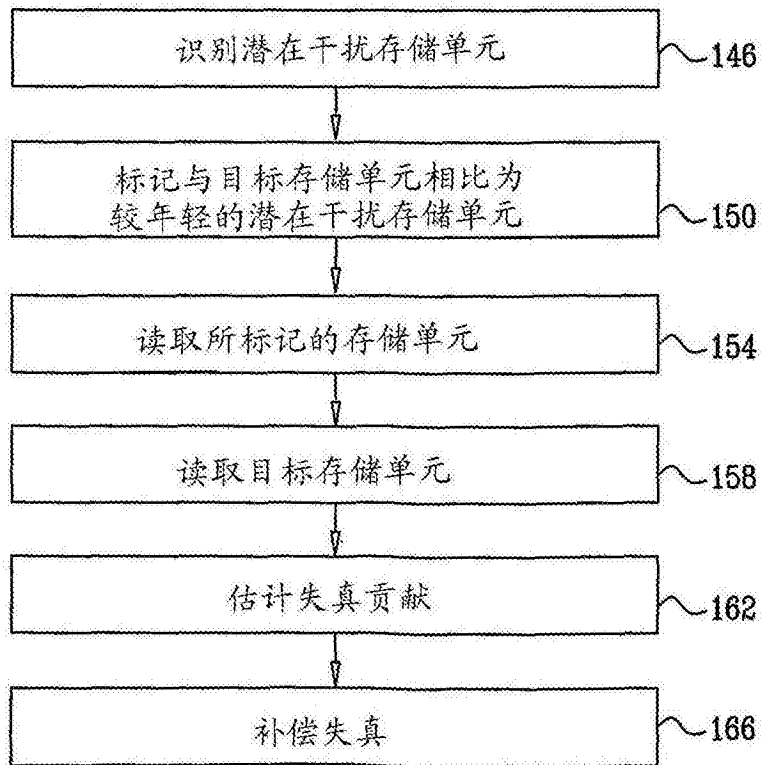 识别潜在干扰存储单元
146
标记与目标存储单元相比为
较年轻的潜在干扰存储单元
150
读取所标记的存储单元
154
读取目标存储单元
158
估计失真贡献
162
补偿失真
166